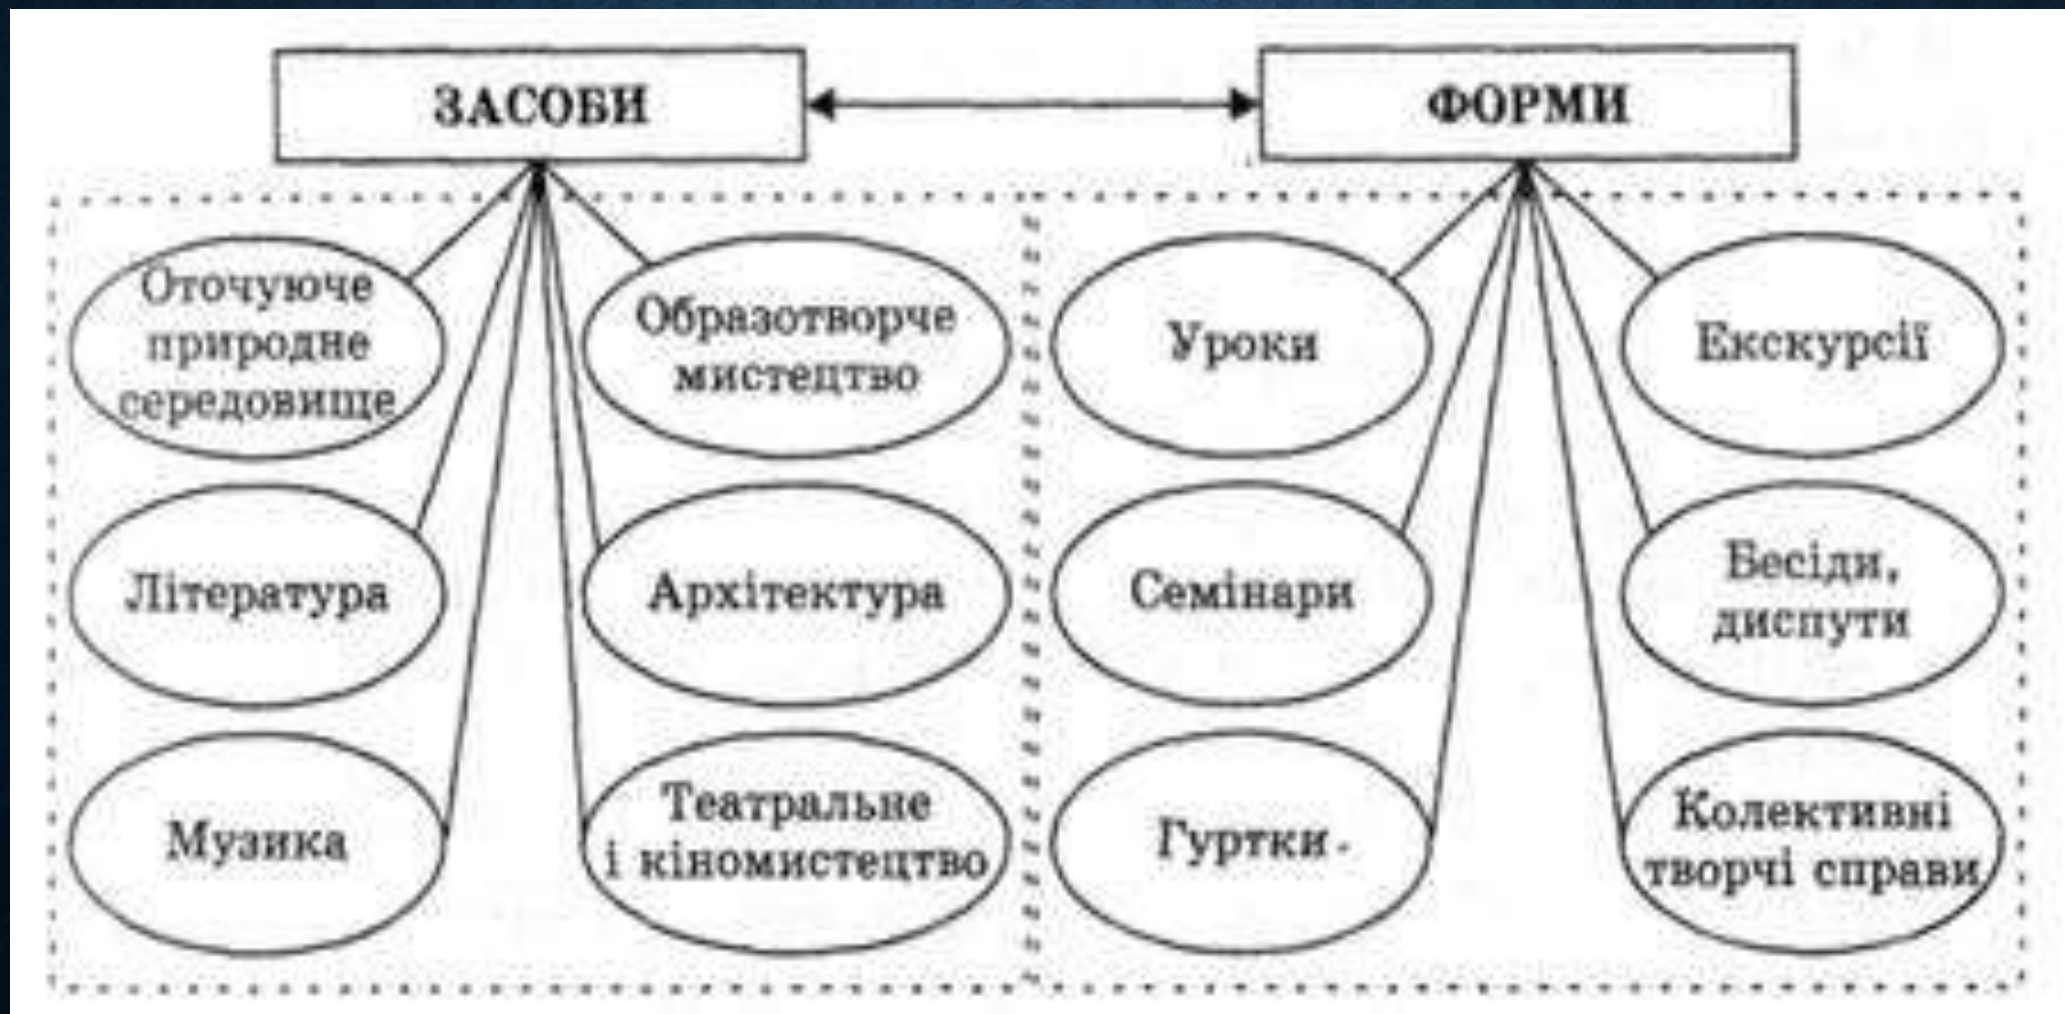 ЗАСОБИ
ФОРМИ
Оточуюче
природне
середовище
Образотворче
мистецтво
Уроки
Екскурсії
Література
Архітектура
Семінари
Бесіди,
диспути
Музика
Театральне
і кіномистецтво
Гуртки
Колективні
творчі справи